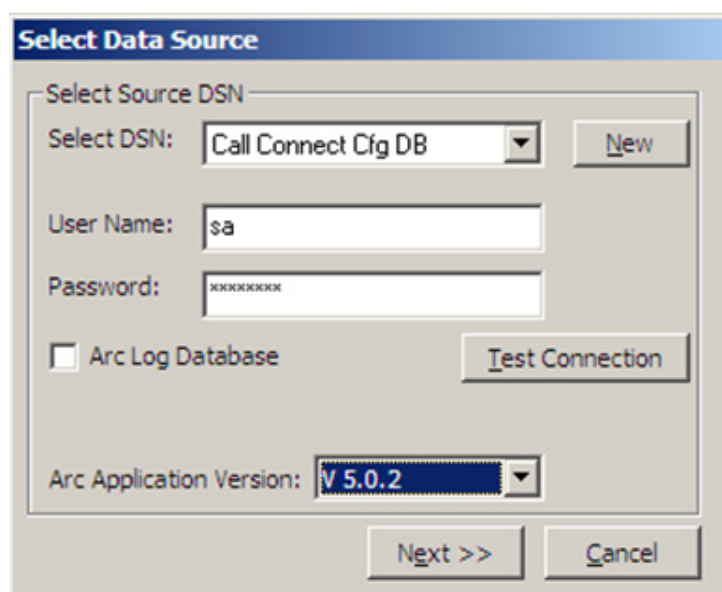 Select Data Source
Select Source DSN
Select DSN: Call Connect Cfg DB New
User Name: sa
Password: ××××××××
Arc Log Database Test Connection
Arc Application Version: V 5.0.2
Next >> Cancel